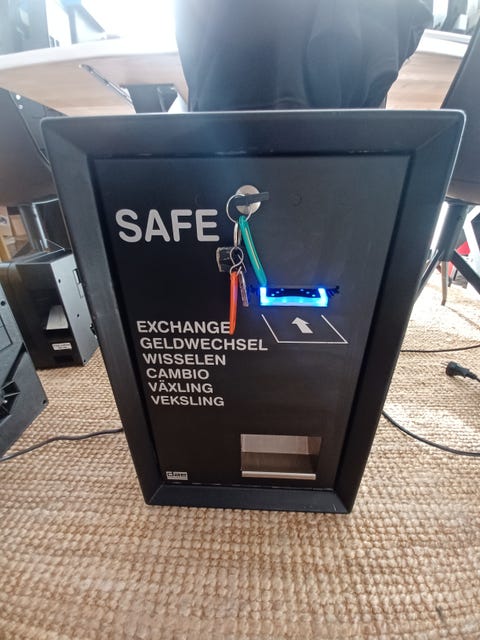 SAFE
EXCHANGE
GELDWECHSEL
WISSELEN
CAMBIO
VÄXLING
VEKSLING